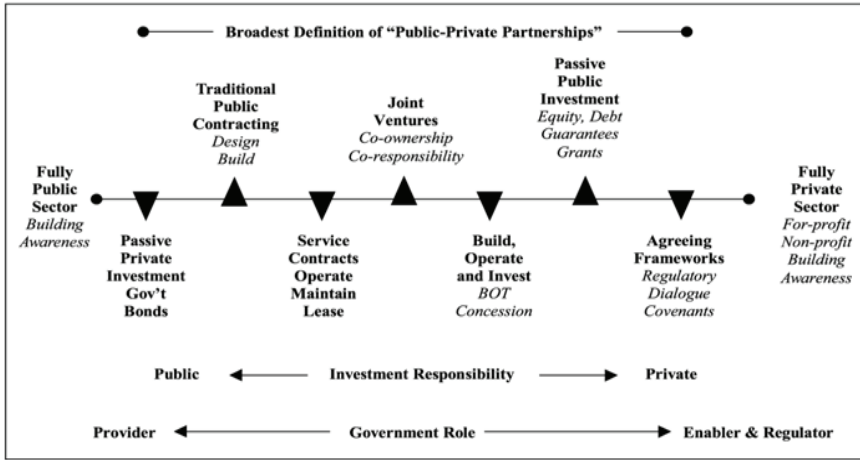 Broadest Definition of “Public-Private Partnerships”
Traditional
Public
Contracting
Design
Build
Joint
Ventures
Co-ownership
Co-responsibility
Passive
Public
Investment
Equity, Debt
Guarantees
Grants
Fully
Public
Sector
Building
Awareness
Fully
Private
Sector
For-profit
Non-profit
Building
Awareness
Passive
Private
Investment
Gov’t
Bonds
Service
Contracts
Operate
Maintain
Lease
Build,
Operate
and Invest
BOT
Concession
Agreeing
Frameworks
Regulatory
Dialogue
Covenants
Public Investment Responsibility Private
Provider Government Role Enabler & Regulator